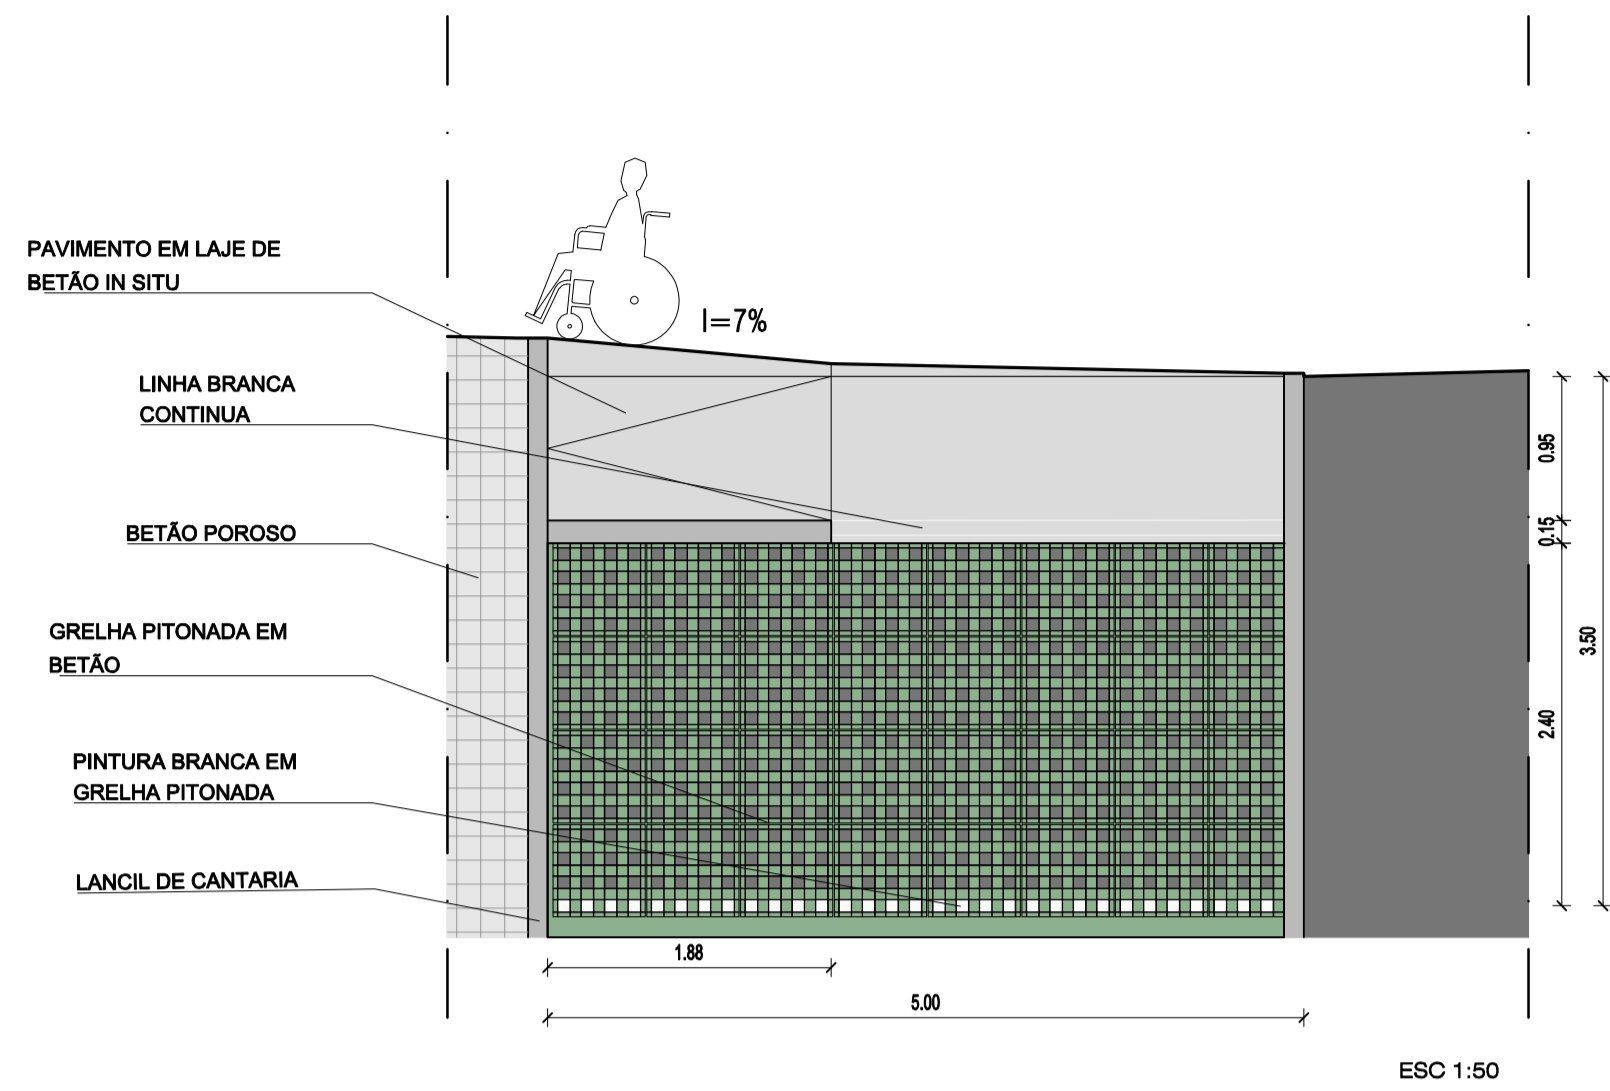 PAVIMENTO EM LAJE DE
BETÃO IN SITU
I=7%
LINHA BRANCA
CONTINUA
BETÃO POROSO
GRELHA PITONADA EM
BETÃO
PINTURA BRANCA EM
GRELHA PITONADA
LANCIL DE CANTARIA
0.95
0.15
3.50
2.40
1.88
5.00
ESC 1:50